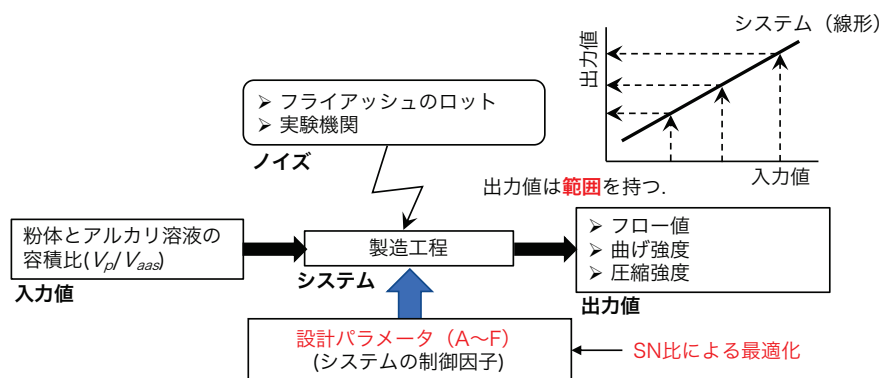 システム（線形）
出力値
入力値
➢ フライアッシュのロット
➢ 実験機関
ノイズ
出力値は範囲を持つ.
粉体とアルカリ溶液の
容積比(Vp/Vaas)
入力値
製造工程
システム
➢ フロー値
➢ 曲げ強度
➢ 圧縮強度
出力値
設計パラメータ（A～F）
(システムの制御因子)
SN比による最適化